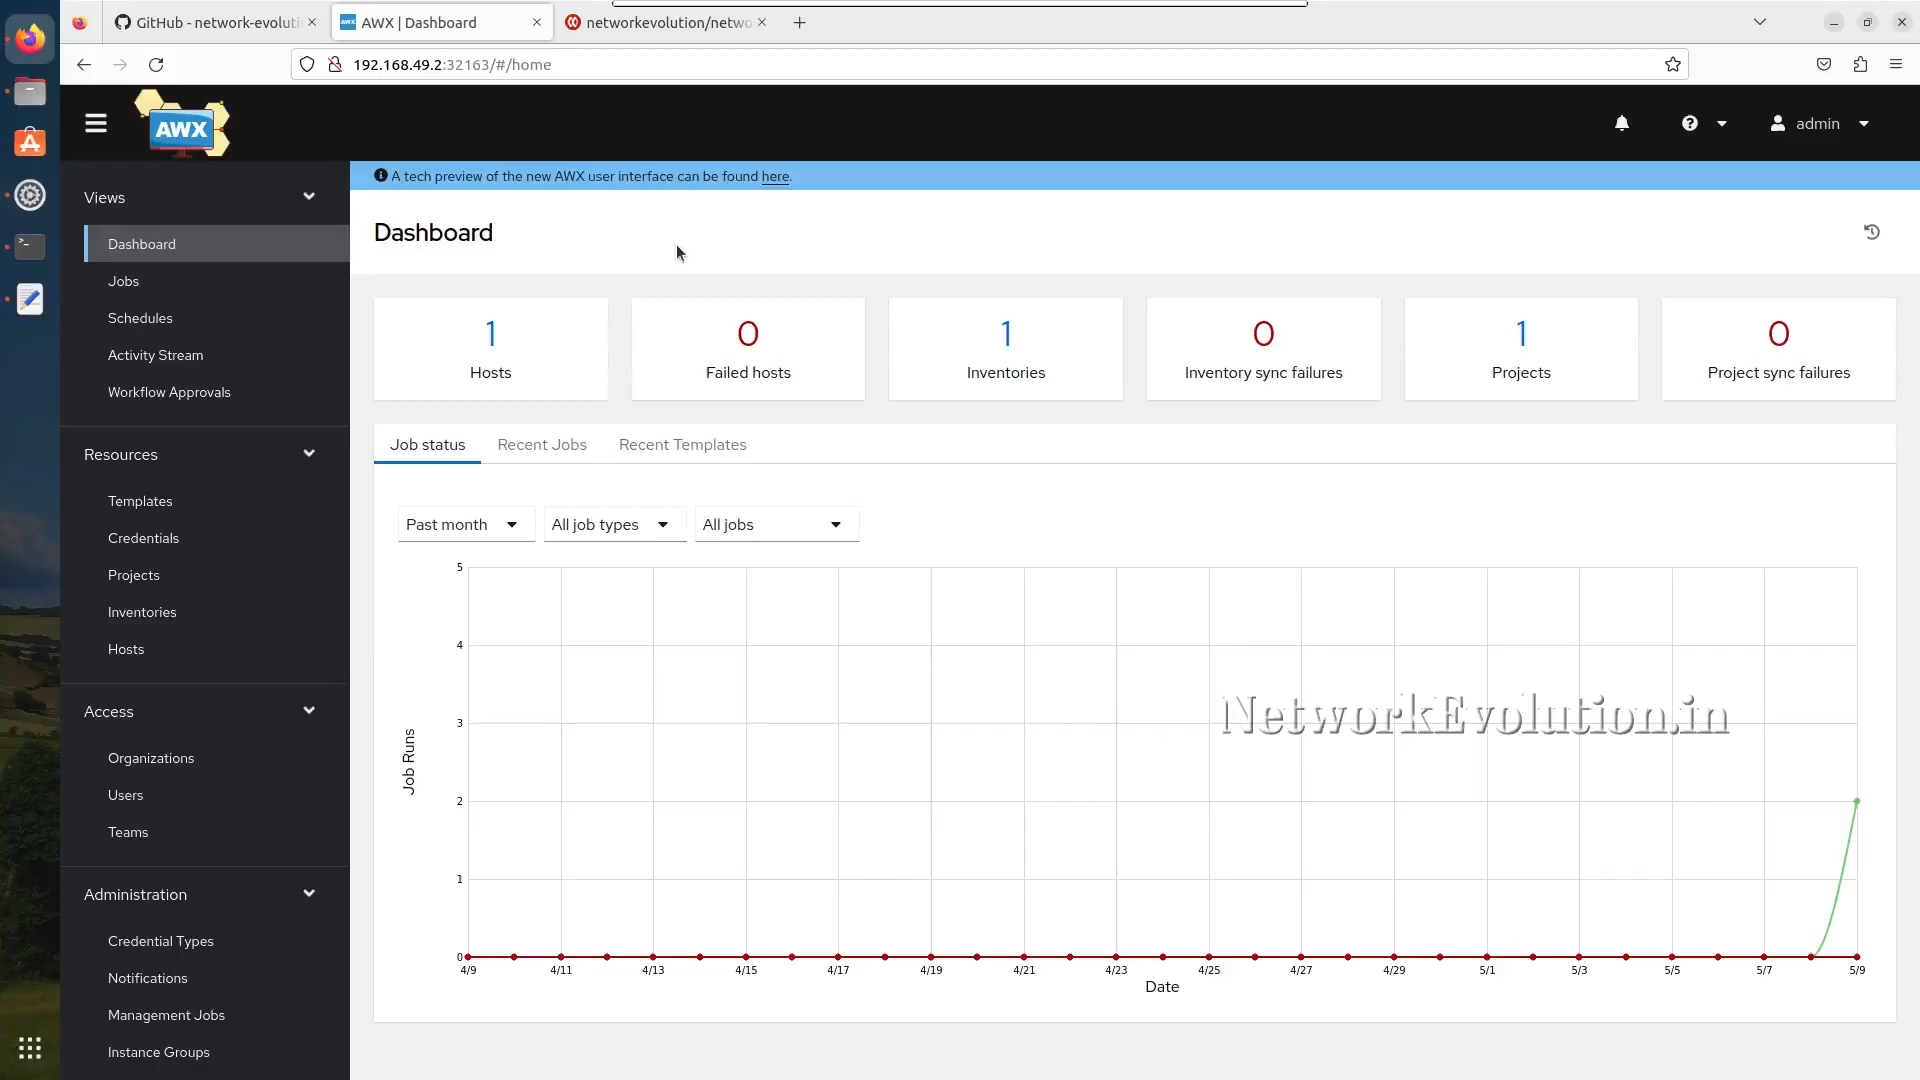 GitHub - network-evoluti
AWX | Dashboard
networkevolution/netwo
192.168.49.2:32163/#/home
AWX
admin
Views
Dashboard
Jobs
Schedules
Activity Stream
Workflow Approvals
Resources
Templates
Credentials
Projects
Inventories
Hosts
Access
Organizations
Users
Teams
Administration
Credential Types
Notifications
Management Jobs
Instance Groups
A tech preview of the new AWX user interface can be found here.
Dashboard
1 0 1 0 1 0
Hosts Failed hosts Inventories Inventory sync failures Projects Project sync failures
Job status Recent Jobs Recent Templates
Past month All job types All jobs
5
4
3
2
1
0
Job Runs
NetworkEvolution.in
4/9 4/11 4/13 4/15 4/17 4/19 4/21 4/23 4/25 4/27 4/29 5/1 5/3 5/5 5/7 5/9
Date